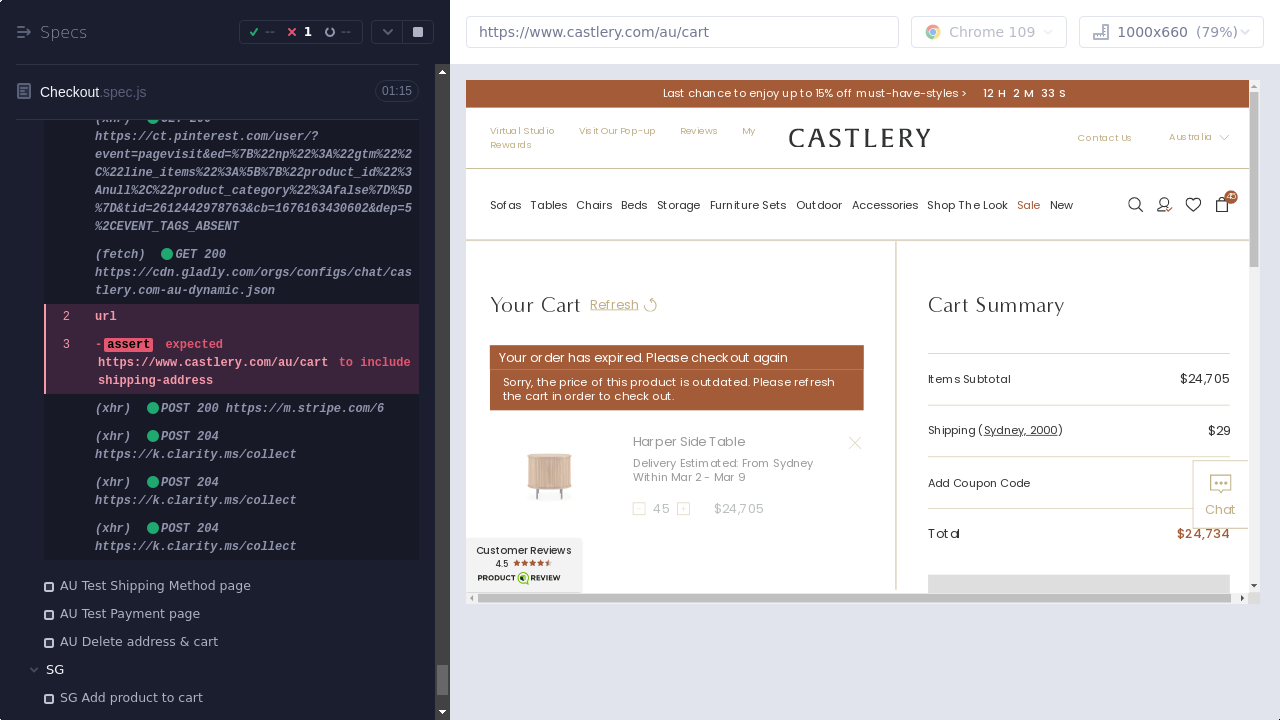 Specs
--
1
--
Checkout.spec.js
01:15
(xhr) GET 200
https://ct.pinterest.com/user/?
event=pagevisit&ed=%7B%22np%22%3A%22gtm%22%2
C%22line_items%22%3A%5B%7B%22product_id%22%3
Anull%2C%22product_category%22%3Afalse%7D%5D
%7D&tid=2612442978763&cb=1676163430602&dep=5
%2CEVENT_TAGS_ABSENT
(fetch) GET 200
https://cdn.gladly.com/orgs/configs/chat/cas
tlery.com-au-dynamic.json
2 url
3 -assert expected
https://www.castlery.com/au/cart to include
shipping-address
(xhr) POST 200 https://m.stripe.com/6
(xhr) POST 204
https://k.clarity.ms/collect
(xhr) POST 204
https://k.clarity.ms/collect
(xhr) POST 204
https://k.clarity.ms/collect
AU Test Shipping Method page
AU Test Payment page
AU Delete address & cart
SG
SG Add product to cart
https://www.castlery.com/au/cart
Chrome 109
1000x660 (79%)
Last chance to enjoy up to 15% off must-have-styles > 12 H 2 M 33 S
Virtual Studio Visit Our Pop-up Reviews My
Rewards
CASTLERY
Contact Us
Australia
Sofas Tables Chairs Beds Storage Furniture Sets Outdoor Accessories Shop The Look Sale New
45
Your Cart Refresh
Your order has expired. Please checkout again
Sorry, the price of this product is outdated. Please refresh
the cart in order to check out.
Harper Side Table
Delivery Estimated: From Sydney
Within Mar 2 - Mar 9
- 45 + $24,705
Customer Reviews
4.5
PRODUCT REVIEW
Cart Summary
Items Subtotal $24,705
Shipping (Sydney, 2000) $29
Add Coupon Code
Chat
Total $24,734